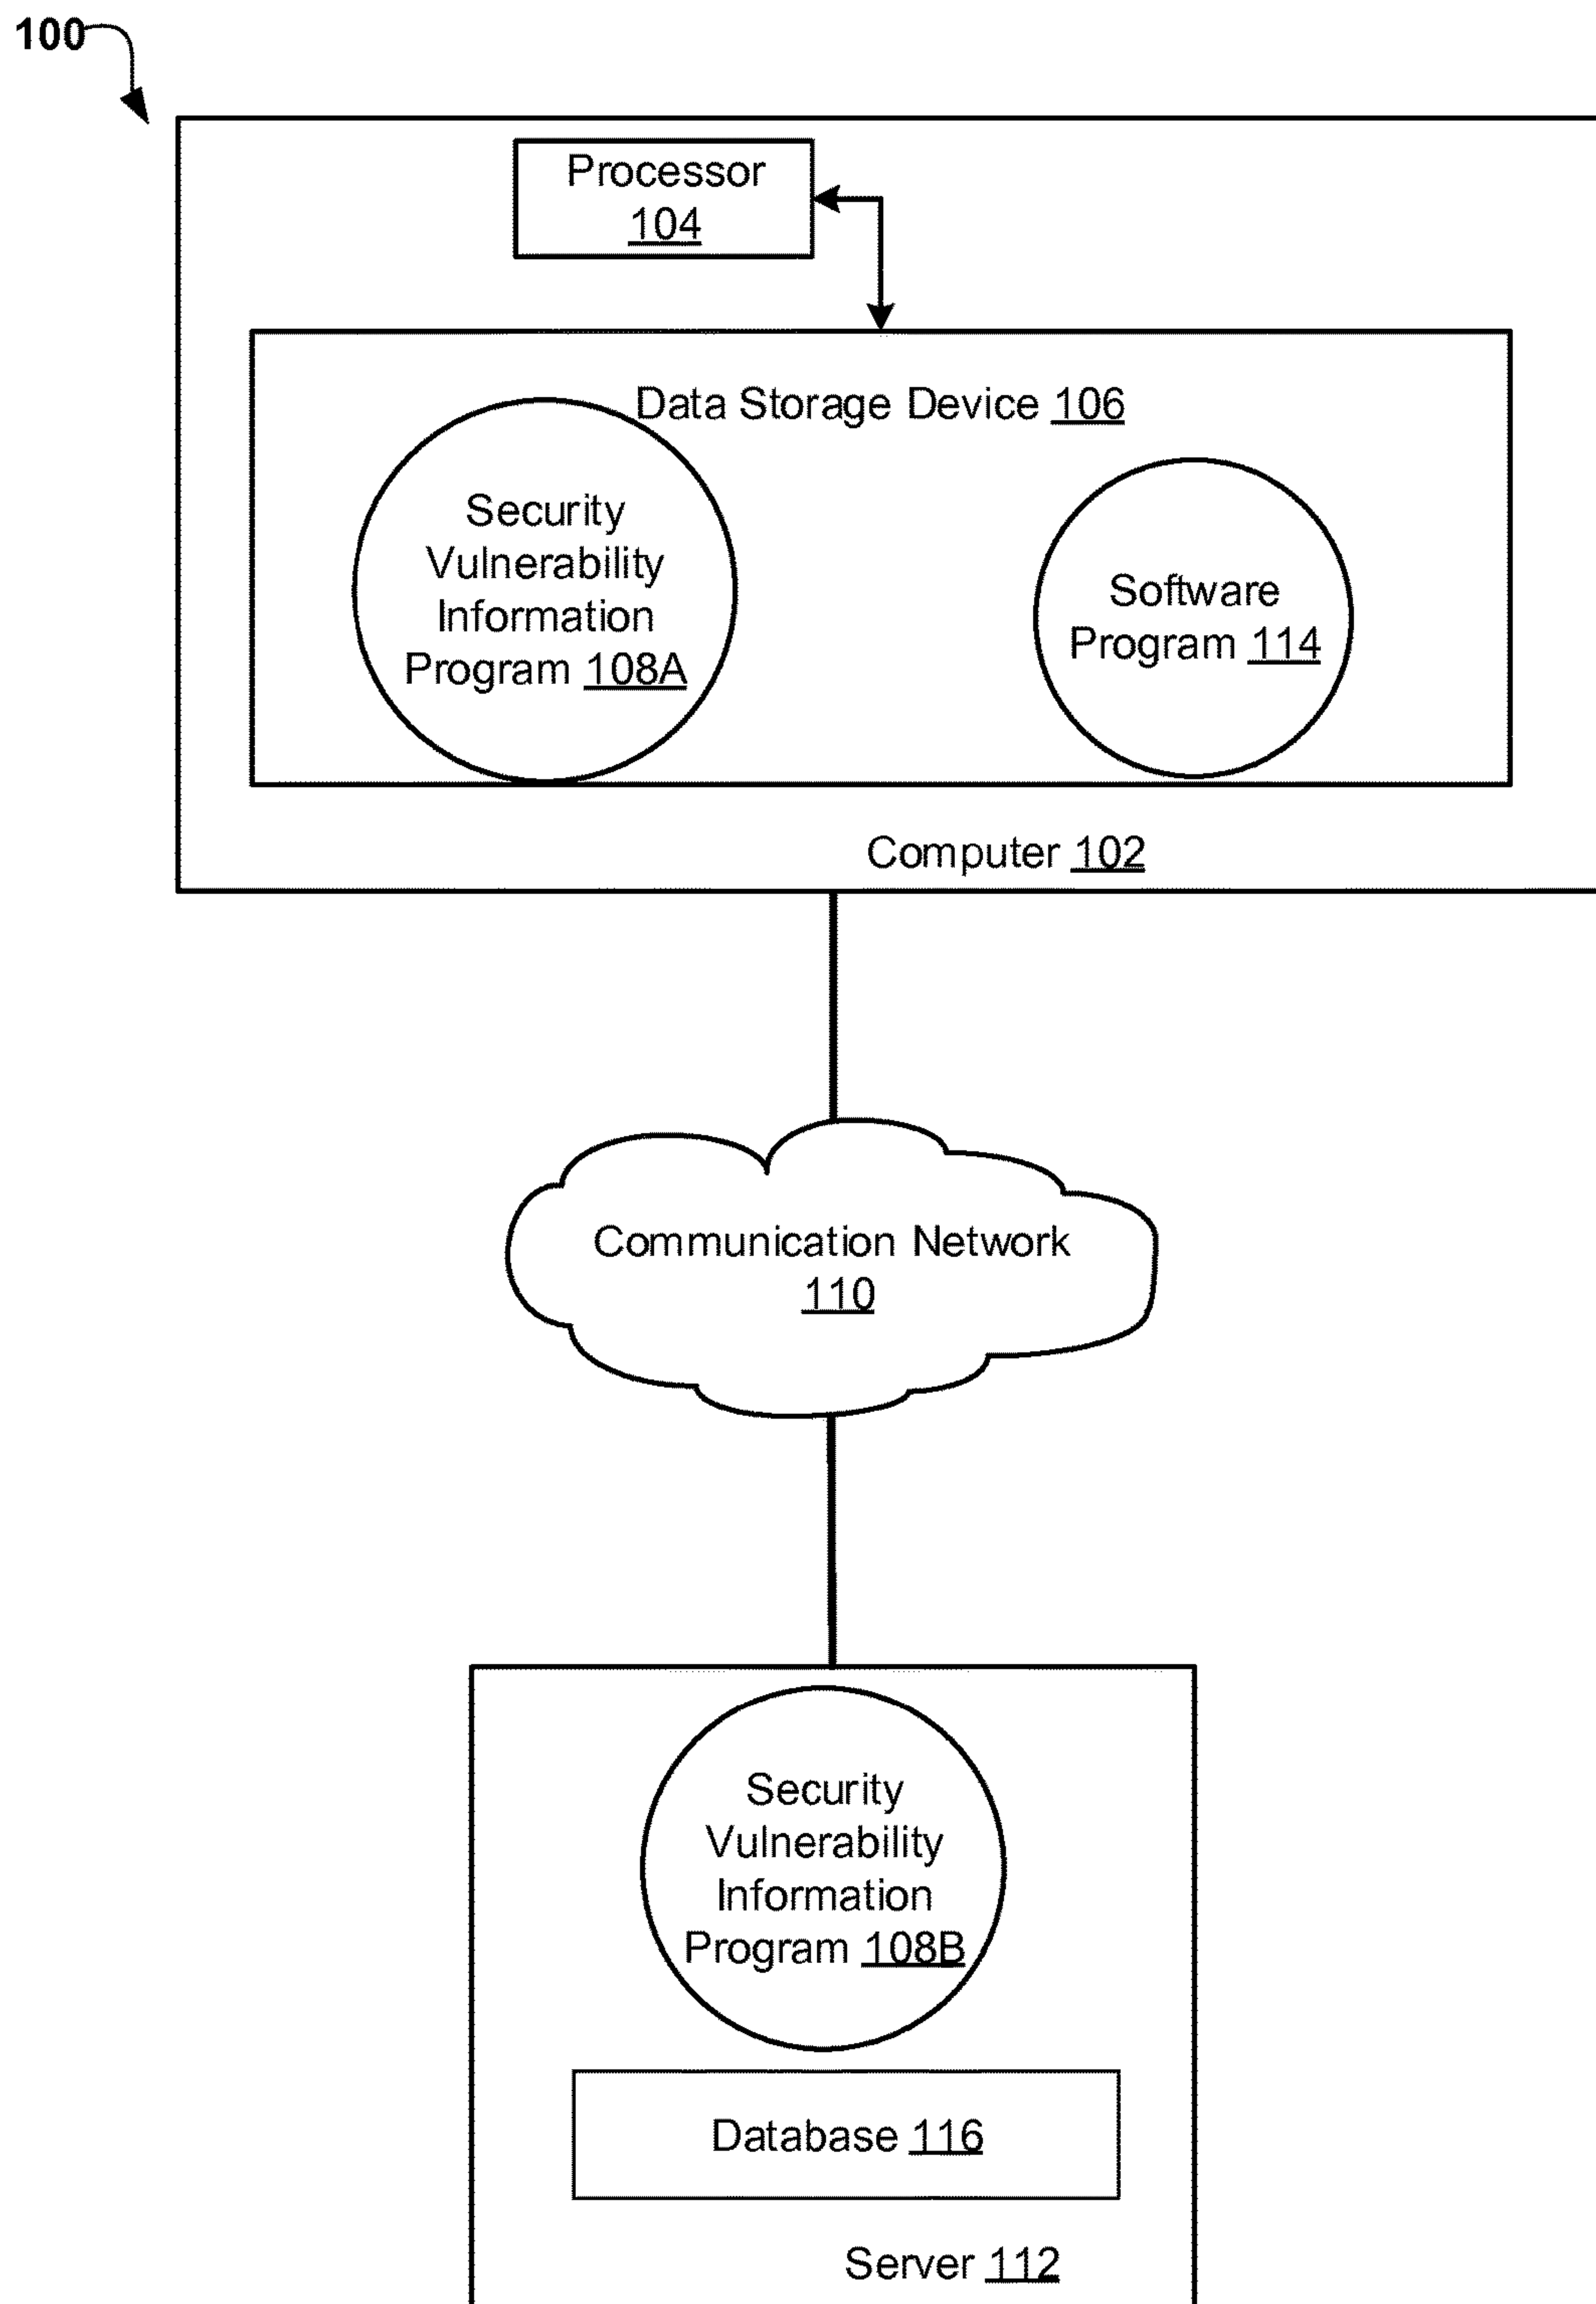 100
Processor
104
Data Storage Device 106
Security
Vulnerability
Information
Program 108A
Software
Program 114
Computer 102
Communication Network
110
Security
Vulnerability
Information
Program 108B
Database 116
Server 112